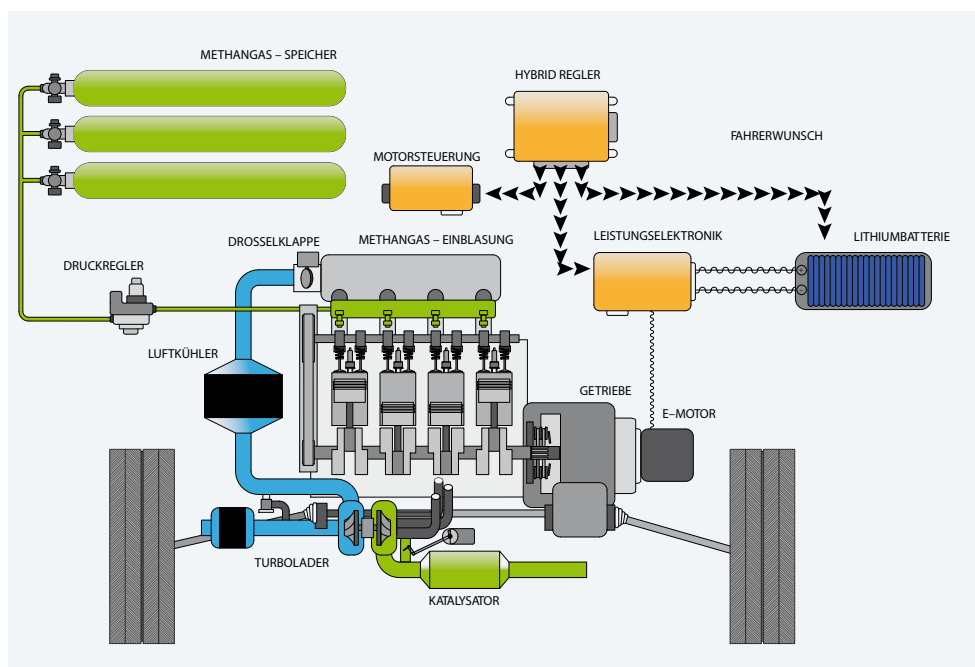 METHANGAS – SPEICHER
HYBRID REGLER
FAHRERWUNSCH
MOTORSTEUERUNG
DROSSELKLAPPE
METHANGAS – EINBLASUNG
LEISTUNGSELEKTRONIK
LITHIUMBATTERIE
DRUCKREGLER
LUFTKÜHLER
GETRIEBE
E–MOTOR
TURBOLADER
KATALYSATOR